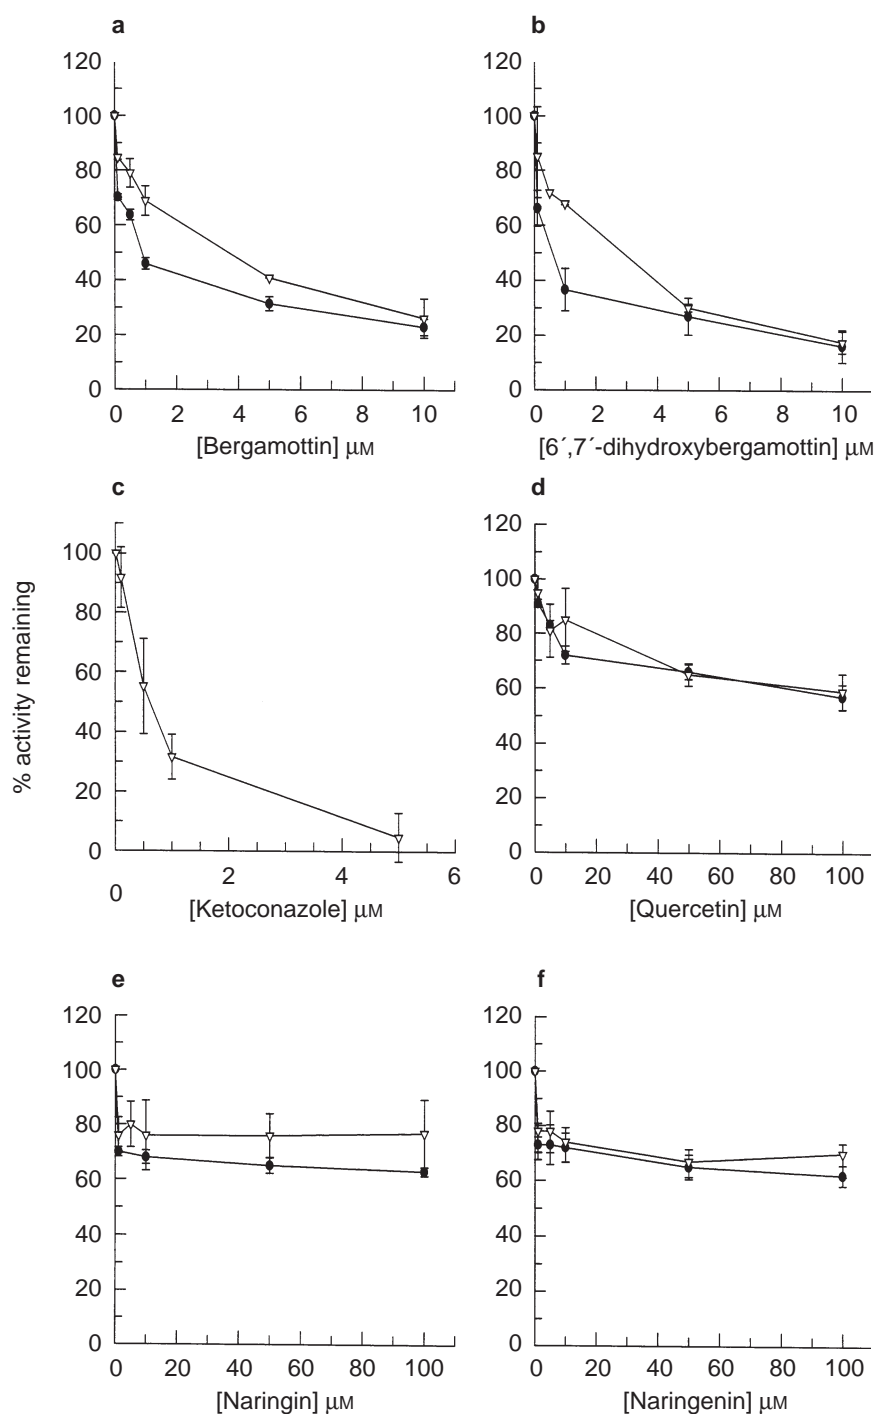 a
120
100
80
60
40
20
0
0 2 4 6 8 10
[Bergamottin] µM
b
120
100
80
60
40
20
0
0 2 4 6 8 10
[6´,7´-dihydroxybergamottin] µM
% activity remaining
c
100
80
60
40
20
0
0 2 4 6
[Ketoconazole] µM
d
120
100
80
60
40
20
0
0 20 40 60 80 100
[Quercetin] µM
e
120
100
80
60
40
20
0
0 20 40 60 80 100
[Naringin] µM
f
120
100
80
60
40
20
0
0 20 40 60 80 100
[Naringenin] µM